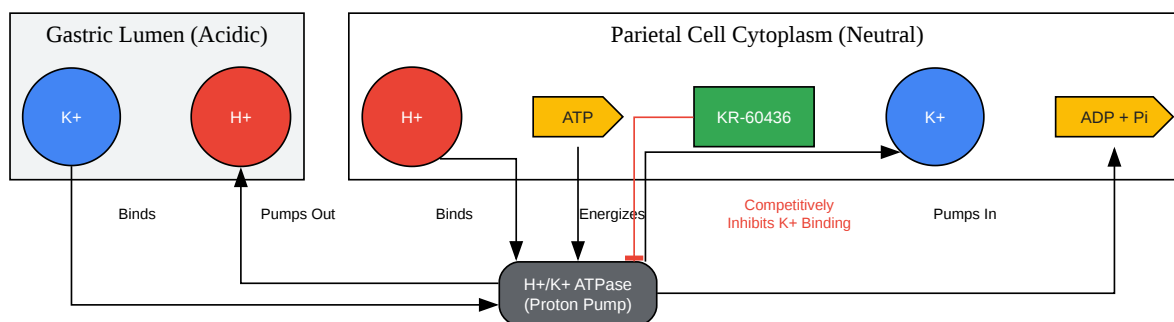 Gastric Lumen (Acidic)
Parietal Cell Cytoplasm (Neutral)
K+
H+
H+
ATP
KR-60436
K+
ADP + Pi
Binds
Pumps Out
Binds
Energizes
Competitively
Inhibits K+ Binding
Pumps In
H+/K+ ATPase
(Proton Pump)